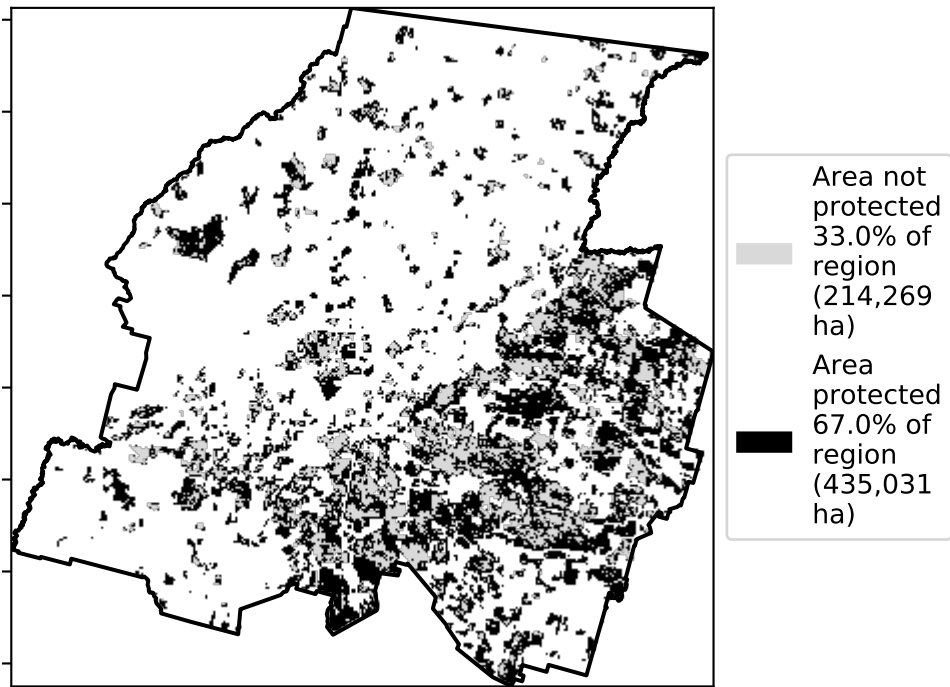 Area not
protected
33.0% of
region
(214,269
ha)
Area
protected
67.0% of
region
(435,031
ha)